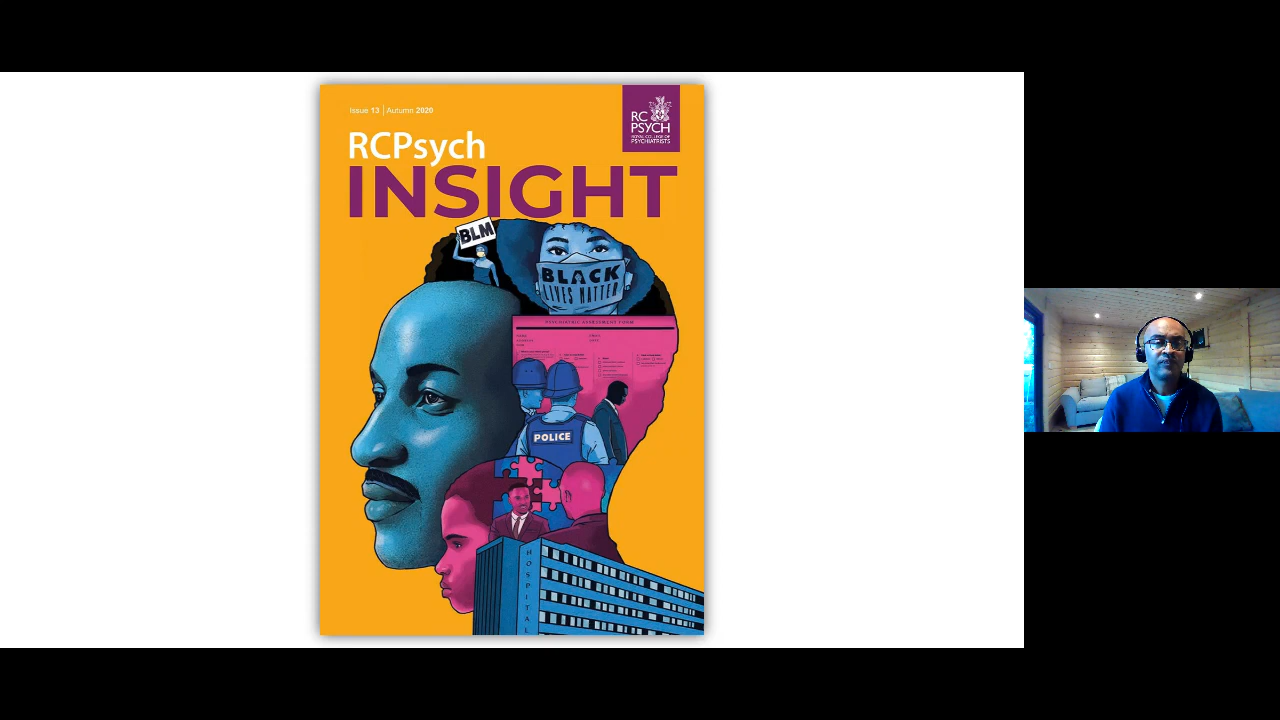 Issue 13 | Autumn 2020
RC
PSYCH
ROYAL COLLEGE OF
PSYCHIATRISTS
RCPsych
INSIGHT
BLM
BLACK
LIVES MATTER
PSYCHIATRIC ASSESSMENT FORM
POLICE
HOSPITAL